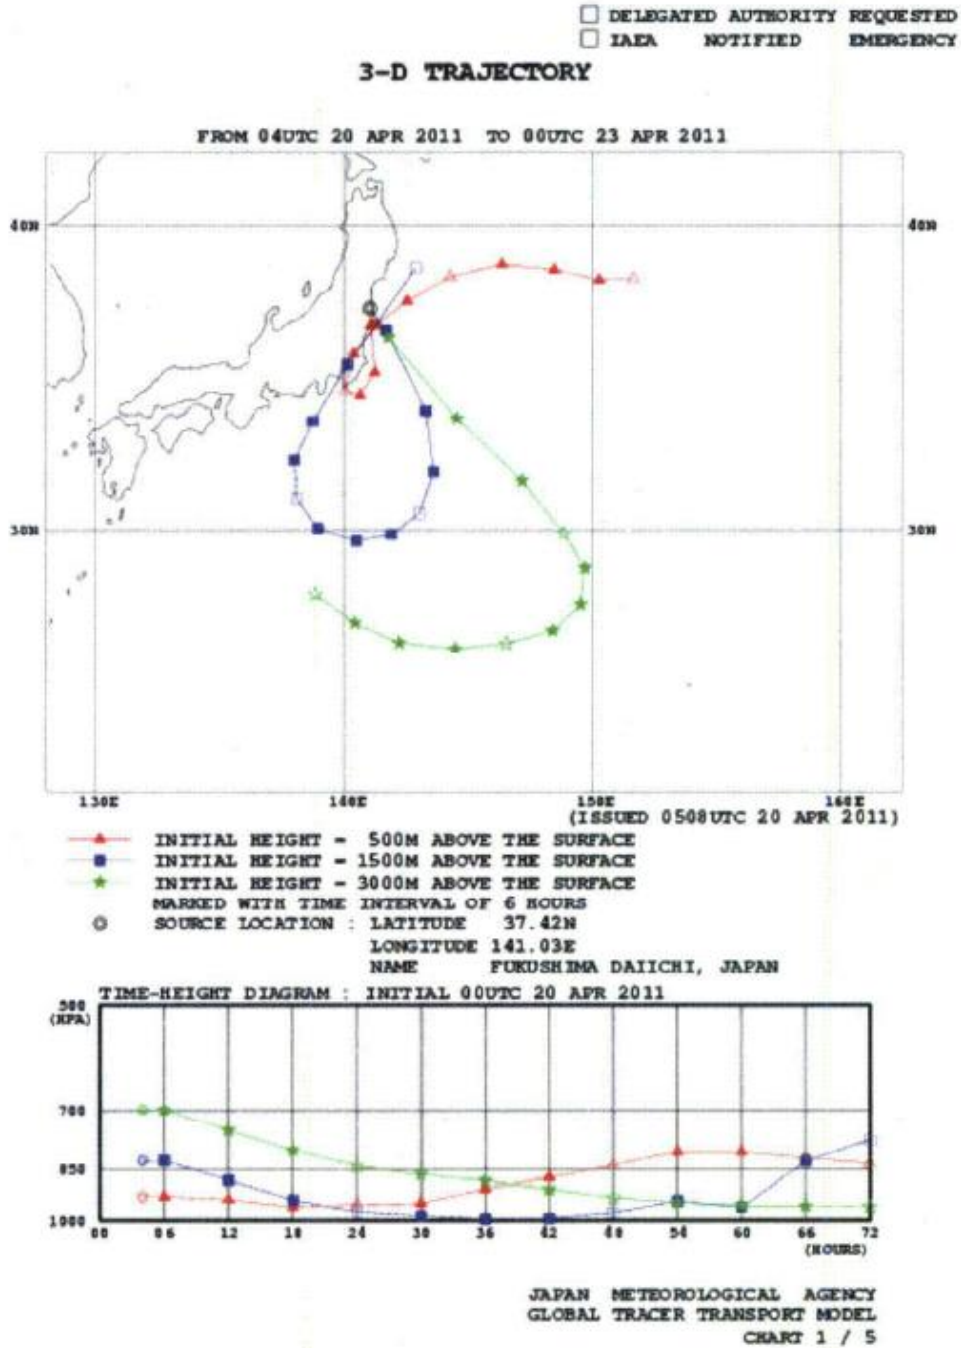 DELEGATED AUTHORITY REQUESTED
IAEA NOTIFIED EMERGENCY
3-D TRAJECTORY
FROM 04UTC 20 APR 2011 TO 00UTC 23 APR 2011
40N 40N
30N 30N
130E 140E 150E 160E
(ISSUED 0508UTC 20 APR 2011)
INITIAL HEIGHT - 500M ABOVE THE SURFACE
INITIAL HEIGHT - 1500M ABOVE THE SURFACE
INITIAL HEIGHT - 3000M ABOVE THE SURFACE
MARKED WITH TIME INTERVAL OF 6 HOURS
SOURCE LOCATION : LATITUDE 37.42N
LONGITUDE 141.03E
NAME FUKUSHIMA DAIICHI, JAPAN
TIME-HEIGHT DIAGRAM : INITIAL 00UTC 20 APR 2011
500
(HPA)
700
850
1000
00 06 12 18 24 30 36 42 48 54 60 66 72
(HOURS)
JAPAN METEOROLOGICAL AGENCY
GLOBAL TRACER TRANSPORT MODEL
CHART 1 / 5